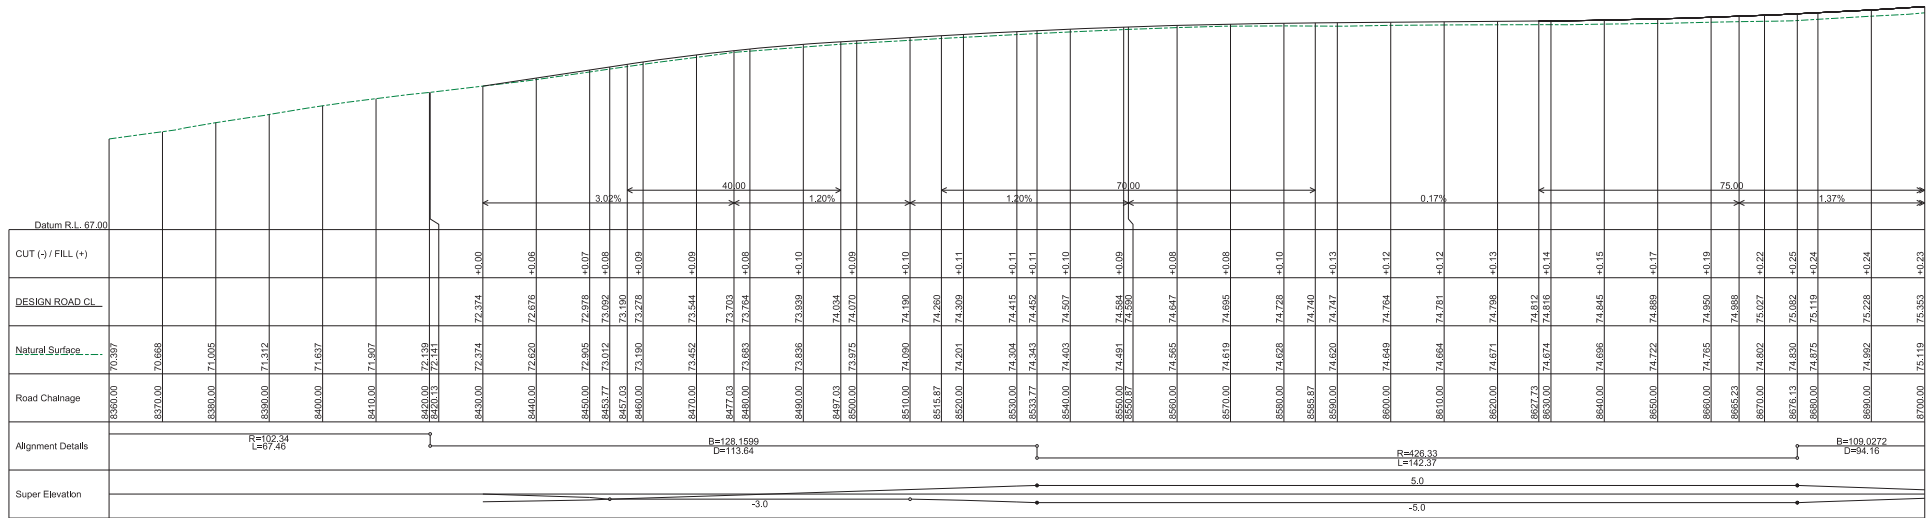 40.00 70.00 75.00
3.02% 1.20% 1.20% 0.17% 1.37%
Datum R.L. 67.00
CUT (-) / FILL (+) +0.00 +0.06 +0.07 +0.08 +0.09 +0.09 +0.08 +0.10 +0.09 +0.10 +0.11 +0.11 +0.11 +0.10 +0.09 +0.08 +0.08 +0.10 +0.13 +0.12 +0.12 +0.13 +0.14 +0.15 +0.17 +0.19 +0.22 +0.25 +0.24 +0.24 +0.23
DESIGN ROAD CL 72.374 72.676 72.978 73.092 73.190 73.278 73.544 73.703 73.764 73.939 74.034 74.070 74.190 74.260 74.309 74.415 74.452 74.507 74.584 74.590 74.647 74.695 74.728 74.740 74.747 74.764 74.781 74.798 74.812 74.816 74.845 74.889 74.950 74.988 75.027 75.082 75.119 75.228 75.353
Natural Surface 70.397 70.668 71.005 71.312 71.637 71.907 72.139 72.141 72.374 72.620 72.905 73.012 73.190 73.452 73.683 73.836 73.975 74.090 74.201 74.304 74.343 74.403 74.491 74.565 74.619 74.628 74.620 74.649 74.664 74.671 74.674 74.696 74.722 74.765 74.802 74.830 74.875 74.992 75.119
Road Chainage 8360.00 8370.00 8380.00 8390.00 8400.00 8410.00 8420.00 8420.13 8430.00 8440.00 8450.00 8453.77 8457.03 8460.00 8470.00 8477.03 8480.00 8490.00 8497.03 8500.00 8510.00 8515.87 8520.00 8530.00 8533.77 8540.00 8550.00 8550.87 8560.00 8570.00 8580.00 8585.87 8590.00 8600.00 8610.00 8620.00 8627.73 8630.00 8640.00 8650.00 8660.00 8665.23 8670.00 8676.13 8680.00 8690.00 8700.00
Alignment Details
R=102.34
L=67.46
B=128.1599
D=113.64
R=426.33
L=142.37
B=109.0272
D=94.16
Super Elevation
-3.0
5.0
-5.0